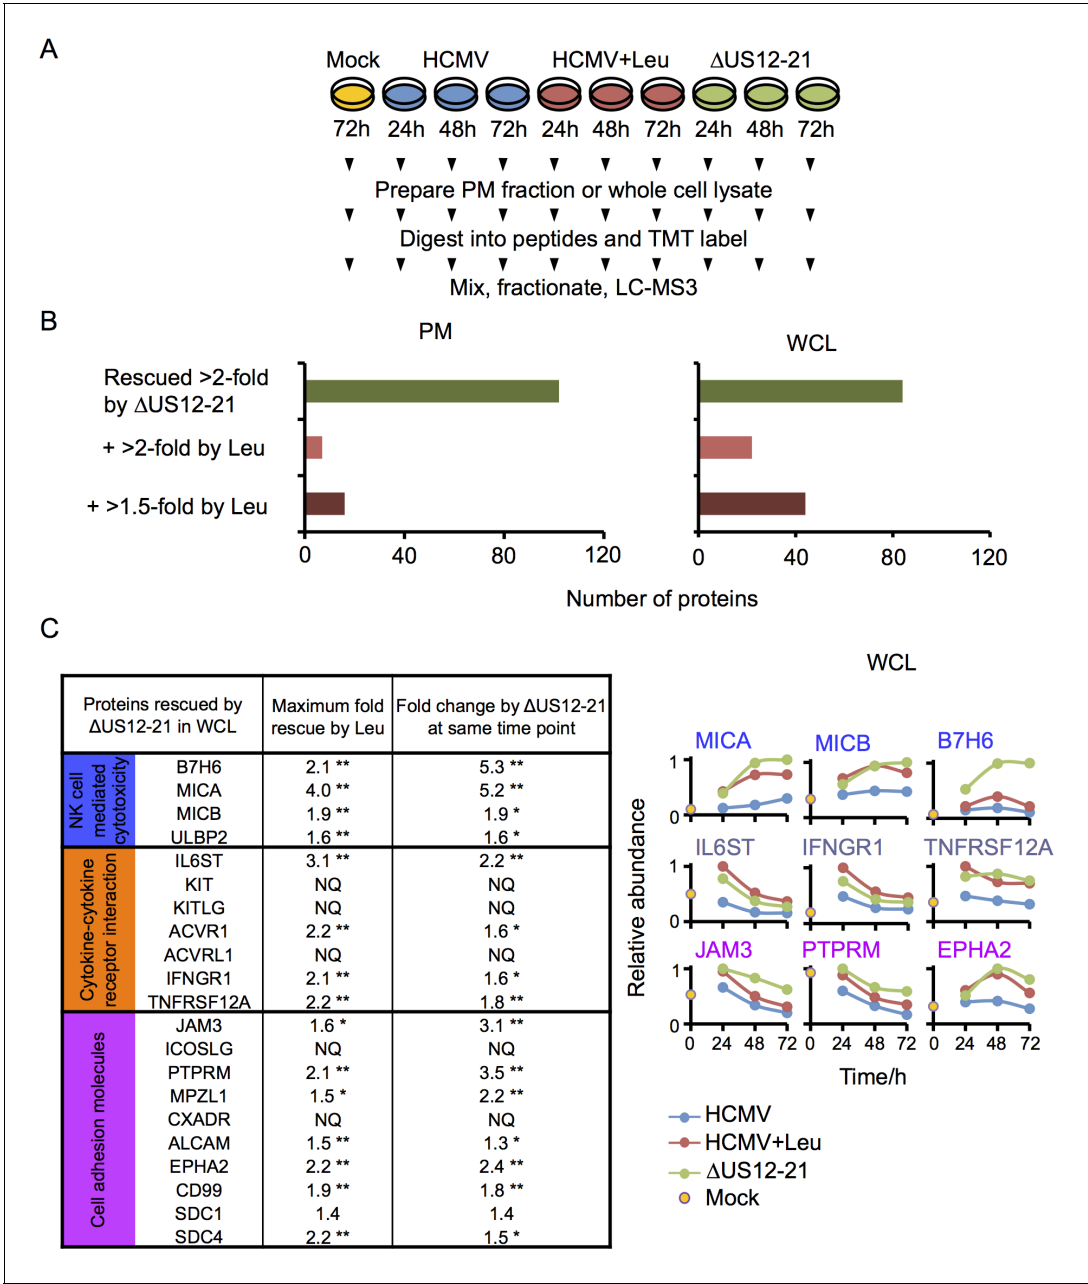 A
Mock HCMV HCMV+Leu ΔUS12-21
72h 24h 48h 72h 24h 48h 72h 24h 48h 72h
Prepare PM fraction or whole cell lysate
Digest into peptides and TMT label
Mix, fractionate, LC-MS3
B
PM WCL
Rescued >2-fold
by ΔUS12-21
+ >2-fold by Leu
+ >1.5-fold by Leu
0 40 80 120 0 40 80 120
Number of proteins
C
Proteins rescued by ΔUS12-21 in WCL
Maximum fold rescue by Leu
Fold change by ΔUS12-21 at same time point
NK cell mediated cytotoxicity
B7H6 2.1 ** 5.3 **
MICA 4.0 ** 5.2 **
MICB 1.9 ** 1.9 *
ULBP2 1.6 ** 1.6 *
Cytokine-cytokine receptor interaction
IL6ST 3.1 ** 2.2 **
KIT NQ NQ
KITLG NQ NQ
ACVR1 2.2 ** 1.6 *
ACVRL1 NQ NQ
IFNGR1 2.1 ** 1.6 *
TNFRSF12A 2.2 ** 1.8 **
Cell adhesion molecules
JAM3 1.6 * 3.1 **
ICOSLG NQ NQ
PTPRM 2.1 ** 3.5 **
MPZL1 1.5 * 2.2 **
CXADR NQ NQ
ALCAM 1.5 ** 1.3 *
EPHA2 2.2 ** 2.4 **
CD99 1.9 ** 1.8 **
SDC1 1.4 1.4
SDC4 2.2 ** 1.5 *
WCL
Relative abundance
MICA MICB B7H6
1
0
IL6ST IFNGR1 TNFRSF12A
1
0
JAM3 PTPRM EPHA2
1
0
0 24 48 72 0 24 48 72 0 24 48 72
Time/h
HCMV
HCMV+Leu
ΔUS12-21
Mock